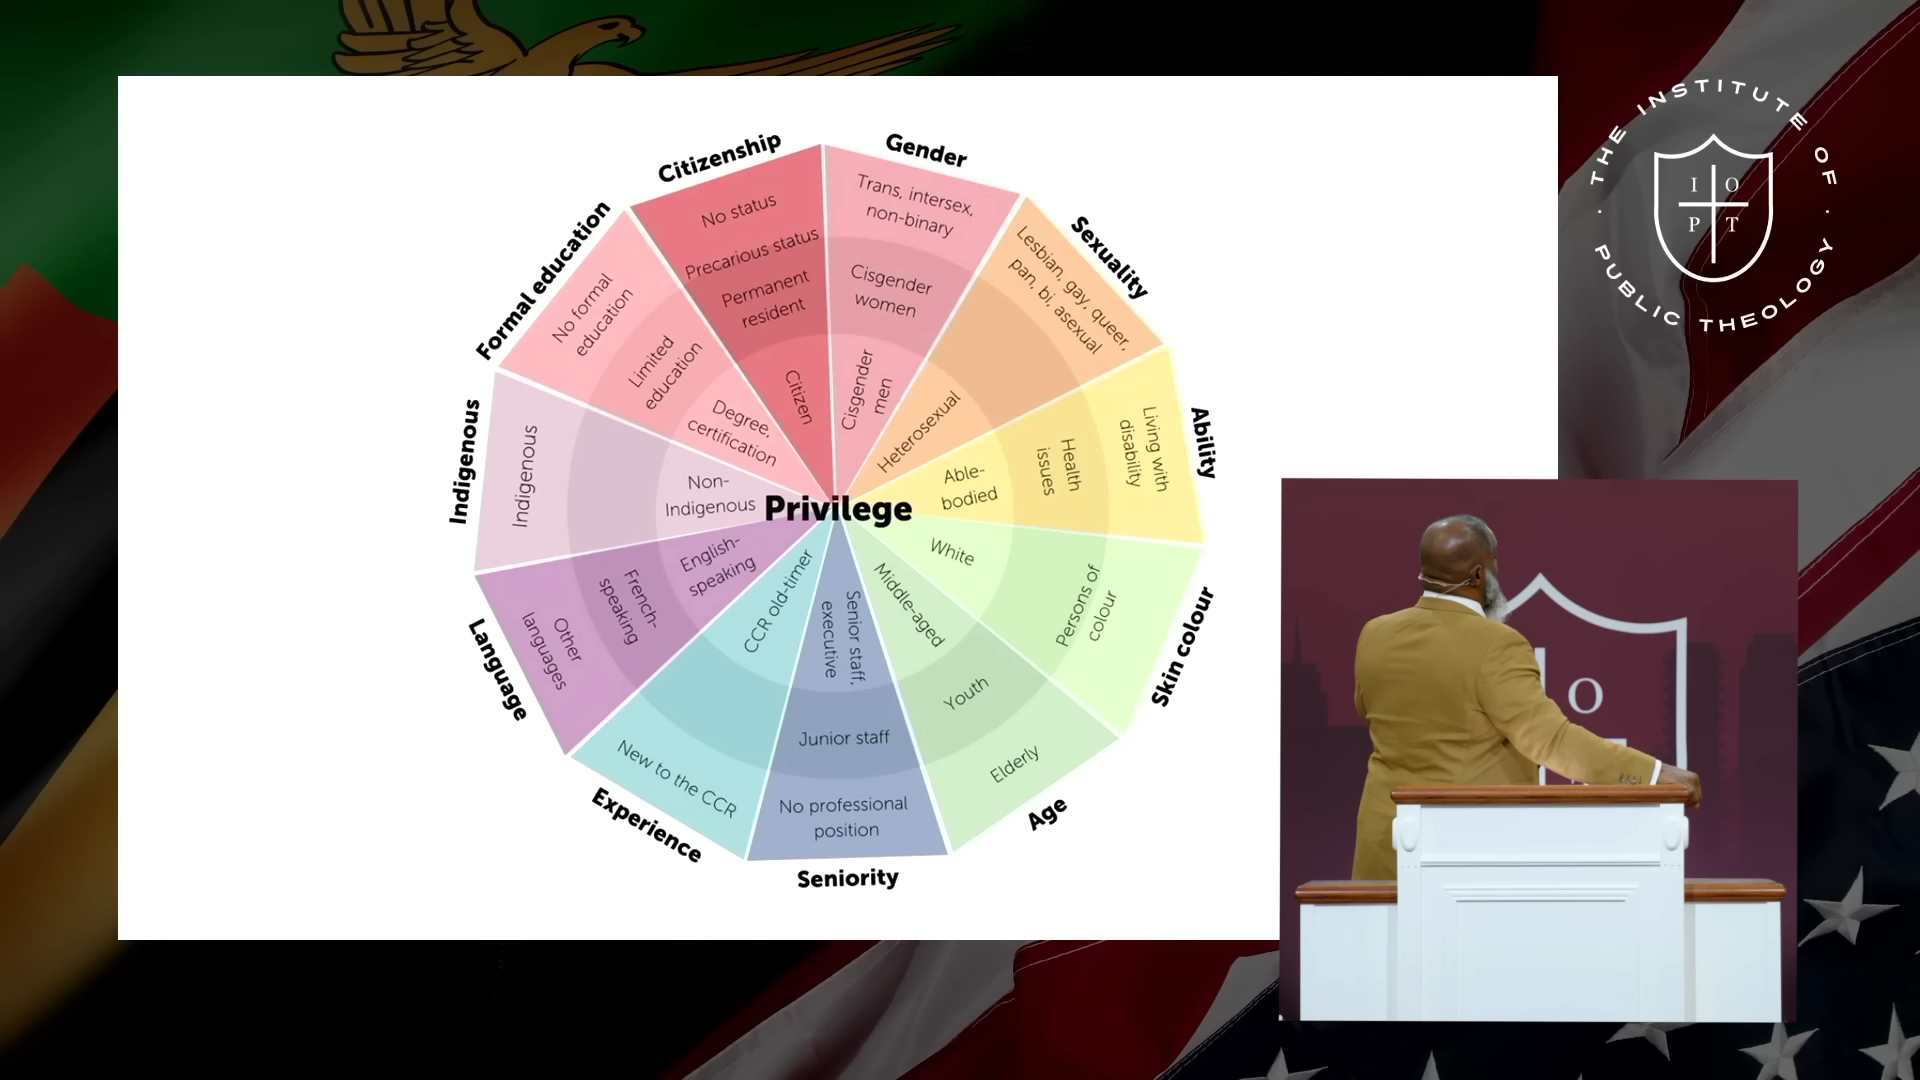 Citizenship
No status
Precarious status
Permanent
resident
Citizen
Gender
Trans, intersex,
non-binary
Cisgender
women
Cisgender
men
Sexuality
Lesbian, gay, queer,
pan, bi, asexual
Heterosexual
Ability
Living with
disability
Health
issues
Able-
bodied
Skin colour
Persons of
colour
White
Age
Elderly
Youth
Middle-aged
Seniority
No professional
position
Junior staff
Senior staff,
executive
Experience
New to the CCR
CCR old-timer
Language
Other
languages
French-
speaking
English-
speaking
Indigenous
Indigenous
Non-
Indigenous
Formal education
No formal
education
Limited
education
Degree,
certification
Privilege
THE INSTITUTE OF
· PUBLIC THEOLOGY ·
I O
P T
O